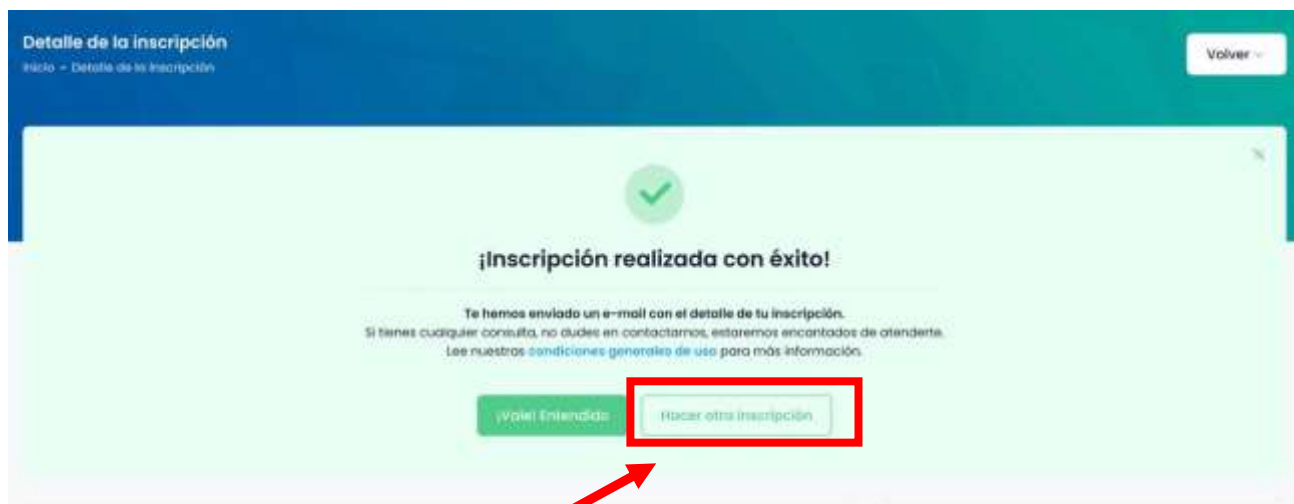 Detalle de la inscripción
Inicio - Detalle de la inscripción
Volver
¡Inscripción realizada con éxito!
Te hemos enviado un e-mail con el detalle de tu inscripción.
Si tienes cualquier consulta, no dudes en contactarnos, estaremos encantados de atenderte.
Lee nuestras condiciones generales de uso para más información.
¡Vale! Entendido
Hacer otra inscripción